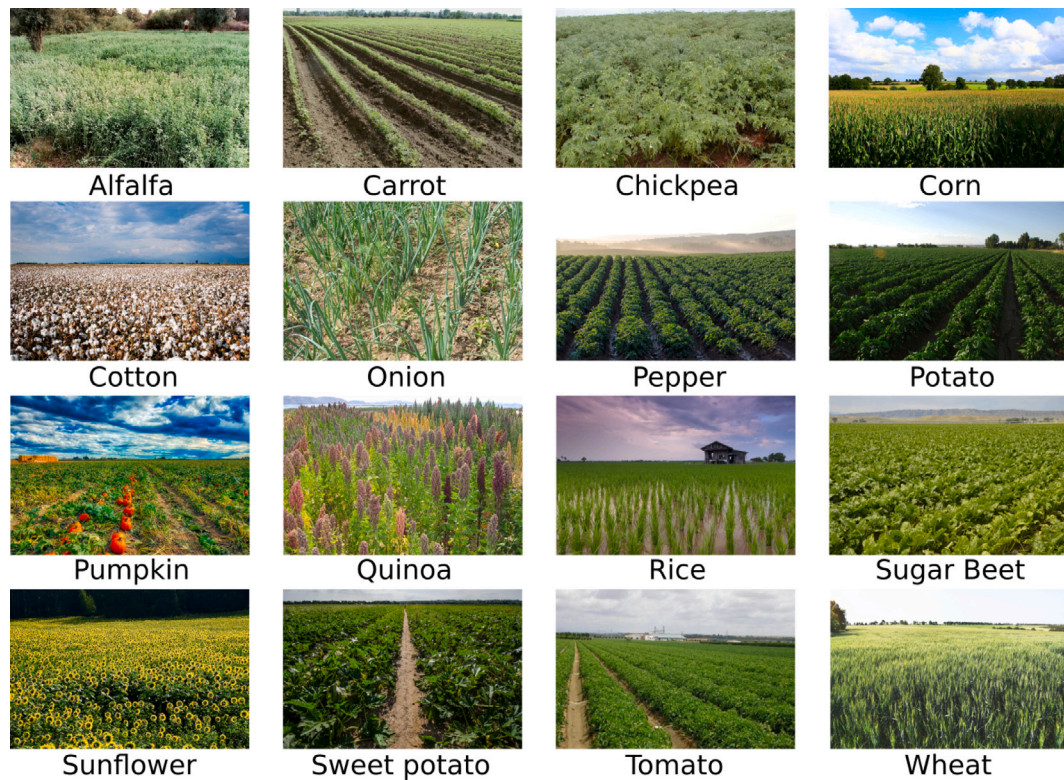 Alfalfa
Carrot
Chickpea
Corn
Cotton
Onion
Pepper
Potato
Pumpkin
Quinoa
Rice
Sugar Beet
Sunflower
Sweet potato
Tomato
Wheat